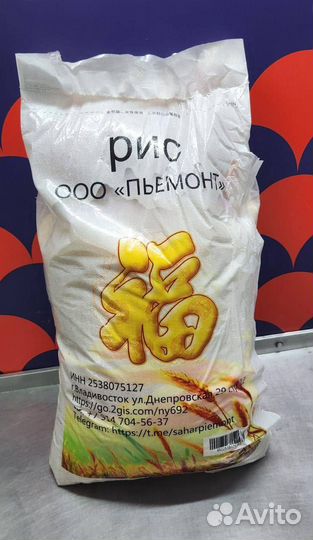 рис
ООО «ПЬЕМОНТ»
福
ИНН 2538075127
г.Владивосток ул.Днепровская
https://go.2gis.com/ny692
704-56-37
Telegram: https://t.me/saharpiemont
Avito